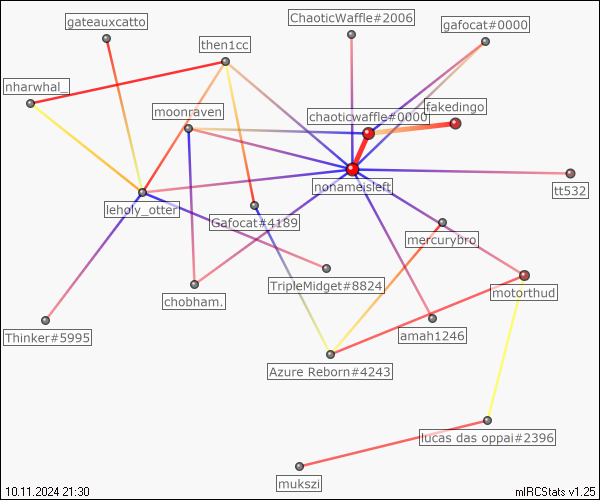 ChaoticWaffle#2006
gateauxcatto
gafocat#0000
then1cc
nharwhal_
fakedingo
moonraven
chaoticwaffle#0000
nonameisleft
tt532
leholy_otter
Gafocat#4189
mercurybro
TripleMidget#8824
motorthud
chobham.
Thinker#5995
amah1246
Azure Reborn#4243
lucas das oppai#2396
mukszi
10.11.2024 21:30
mIRCStats v1.25